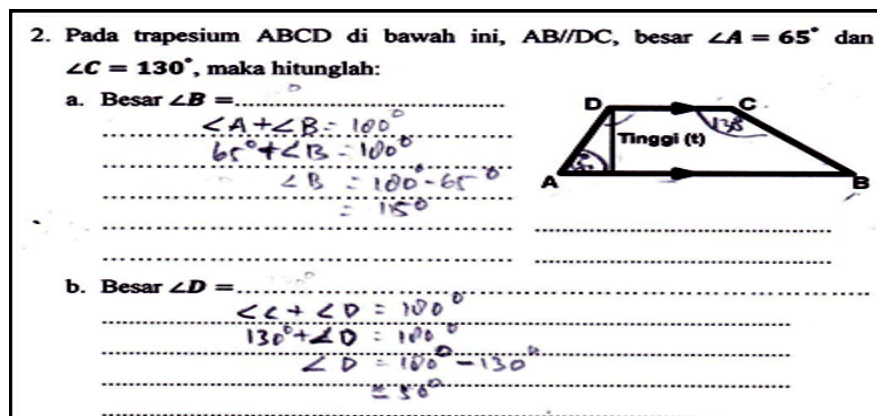 2. Pada trapesium ABCD di bawah ini, AB//DC, besar ∠A = 65° dan
∠C = 130°, maka hitunglah:
a. Besar ∠B =
∠A + ∠B = 180°
65° + ∠B = 180°
∠B = 180° - 65°
= 115°
D C
130°
Tinggi (t)
65°
A B
b. Besar ∠D =
∠C + ∠D = 180°
130° + ∠D = 180°
∠D = 180° - 130°
= 50°